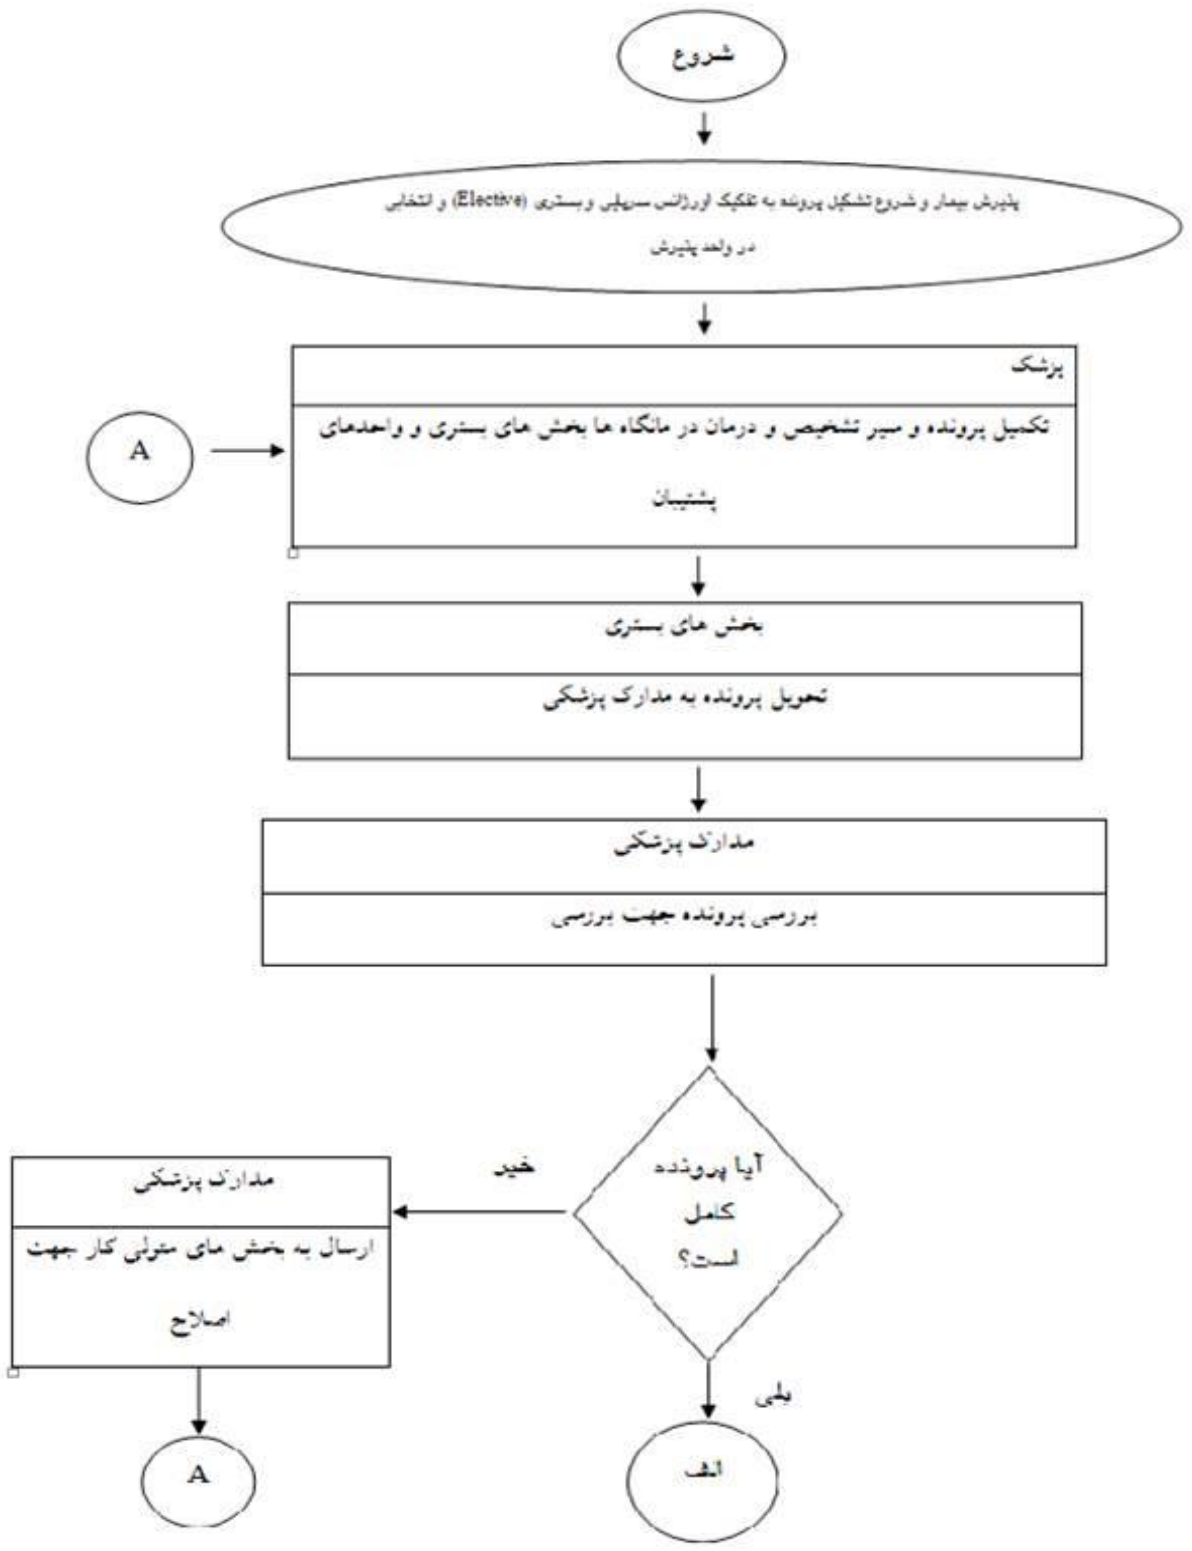 شروع
پذیرش بیمار و شروع تشکیل پرونده به تفکیک اورژانس سرپایی و بستری (Elective) و انتخابی
در واحد پذیرش
پزشک
A
تکمیل پرونده و سیر تشخیص و درمان در مانگاه ها بخش های بستری و واحدهای
پشتیبان
بخش های بستری
تحویل پرونده به مدارک پزشکی
مدارک پزشکی
بررسی پرونده جهت بررسی
آیا پرونده
کامل
است؟
خیر
مدارک پزشکی
ارسال به بخش های متولی کار جهت
اصلاح
بلی
الف
A